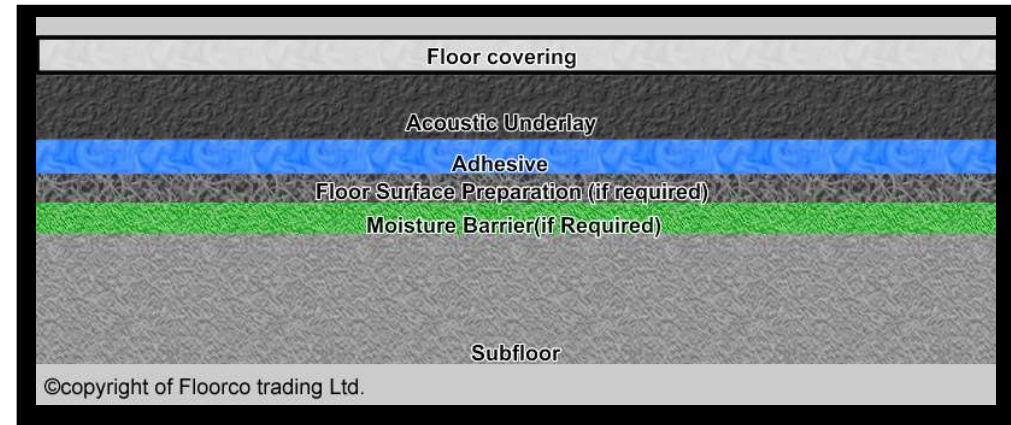 Floor covering
Acoustic Underlay
Adhesive
Floor Surface Preparation (if required)
Moisture Barrier(if Required)
Subfloor
©copyright of Floorco trading Ltd.